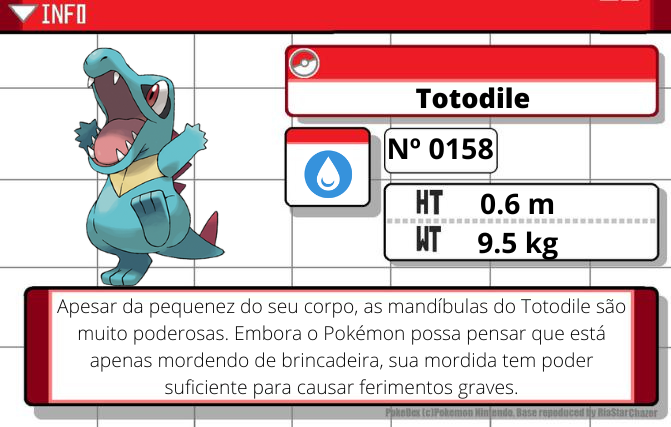 INFO
Totodile
Nº 0158
HT 0.6 m
WT 9.5 kg
Apesar da pequenez do seu corpo, as mandíbulas do Totodile são
muito poderosas. Embora o Pokémon possa pensar que está
apenas mordendo de brincadeira, sua mordida tem poder
suficiente para causar ferimentos graves.
PokeDex (c)Pokemon Nintendo. Base reproduced by RiaStarChazer